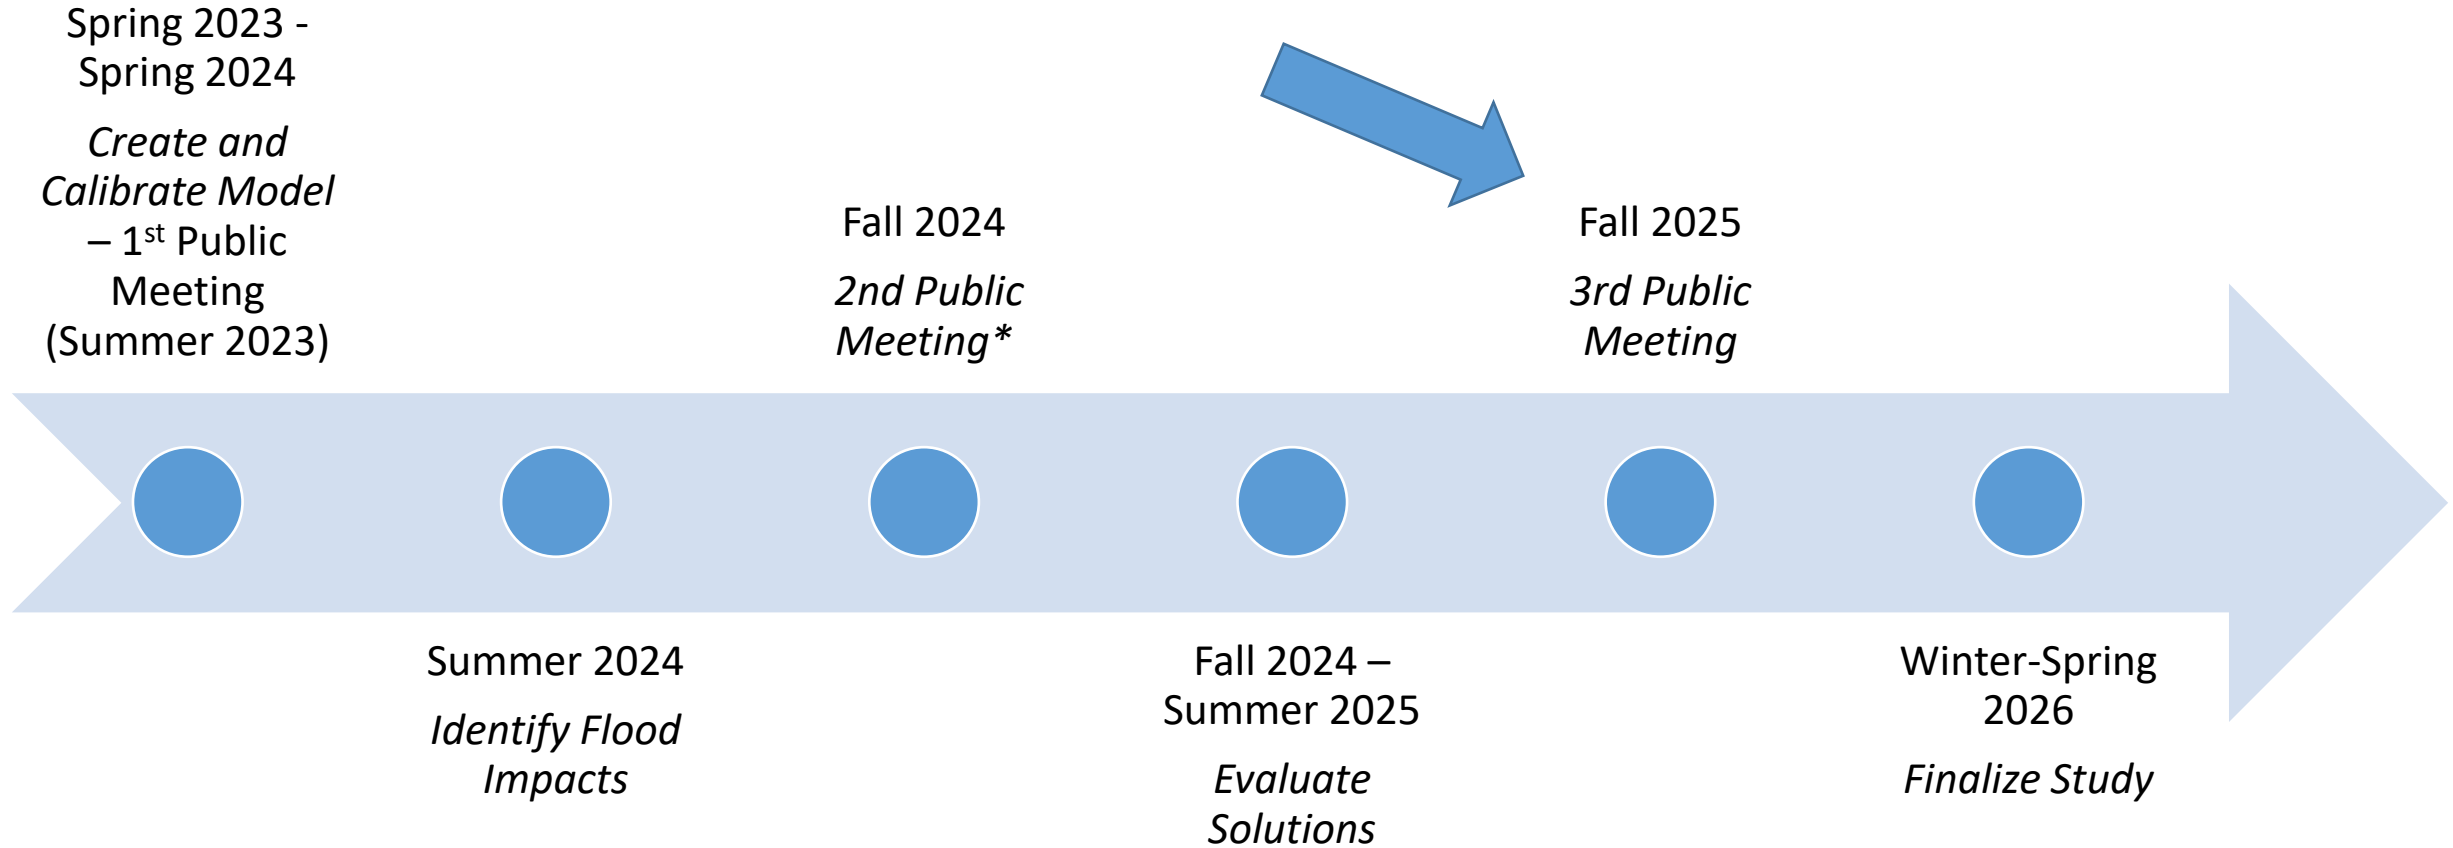 Spring 2023 -
Spring 2024
Create and
Calibrate Model
– 1st Public
Meeting
(Summer 2023)
Summer 2024
Identify Flood
Impacts
Fall 2024
2nd Public
Meeting*
Fall 2024 –
Summer 2025
Evaluate
Solutions
Fall 2025
3rd Public
Meeting
Winter-Spring
2026
Finalize Study